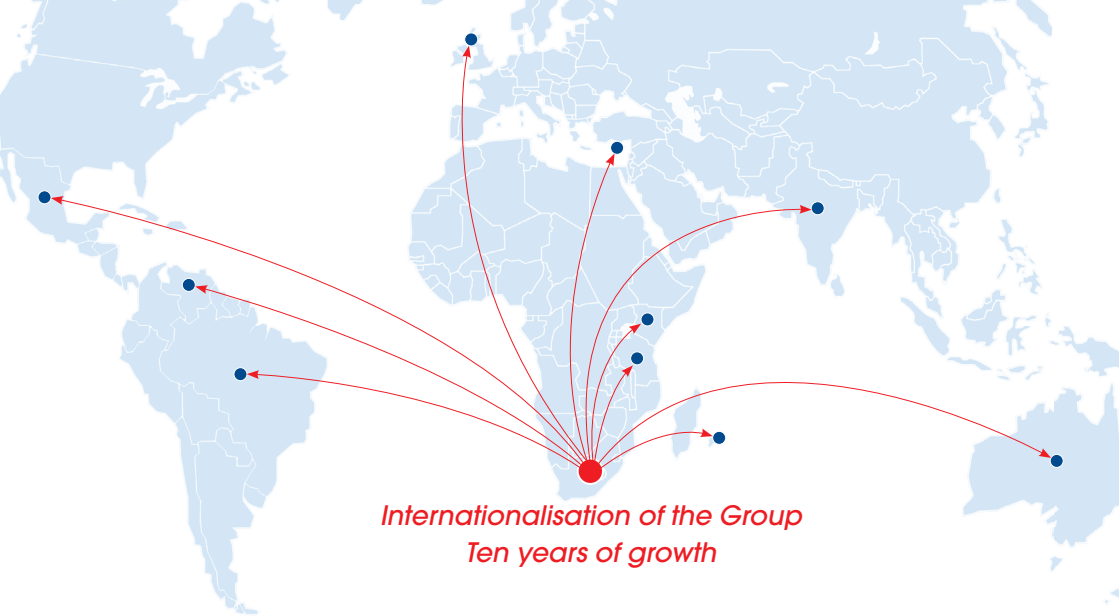 Internationalisation of the Group
Ten years of growth